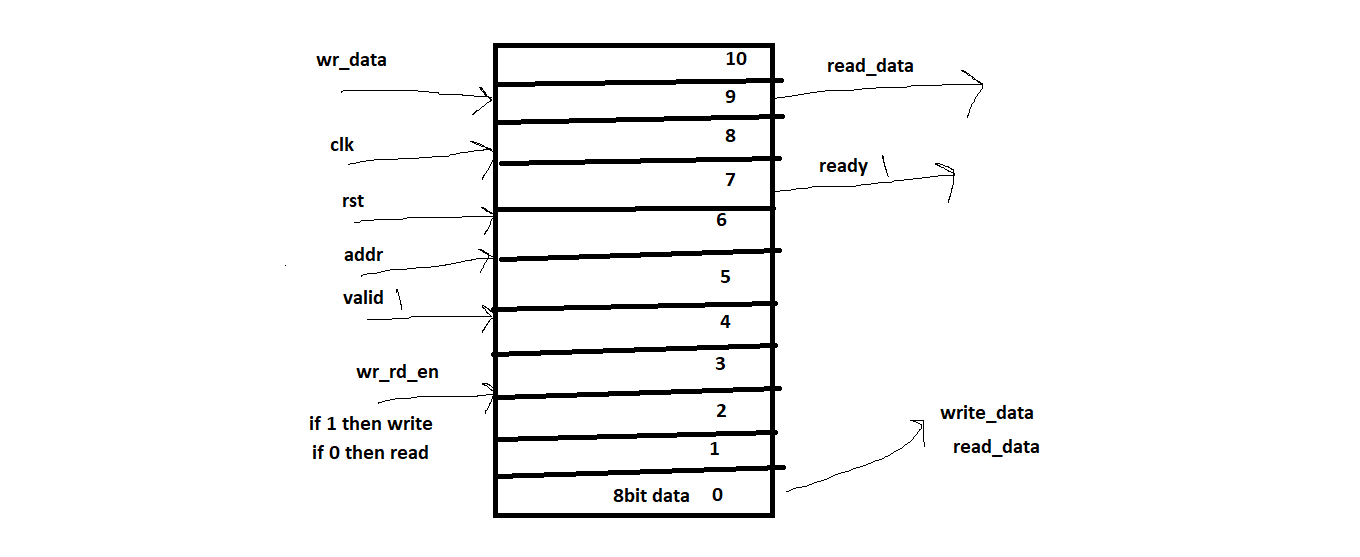 wr_data
clk
rst
addr
valid
wr_rd_en
if 1 then write
if 0 then read
10
9
8
7
6
5
4
3
2
1
8bit data 0
read_data
ready
write_data
read_data